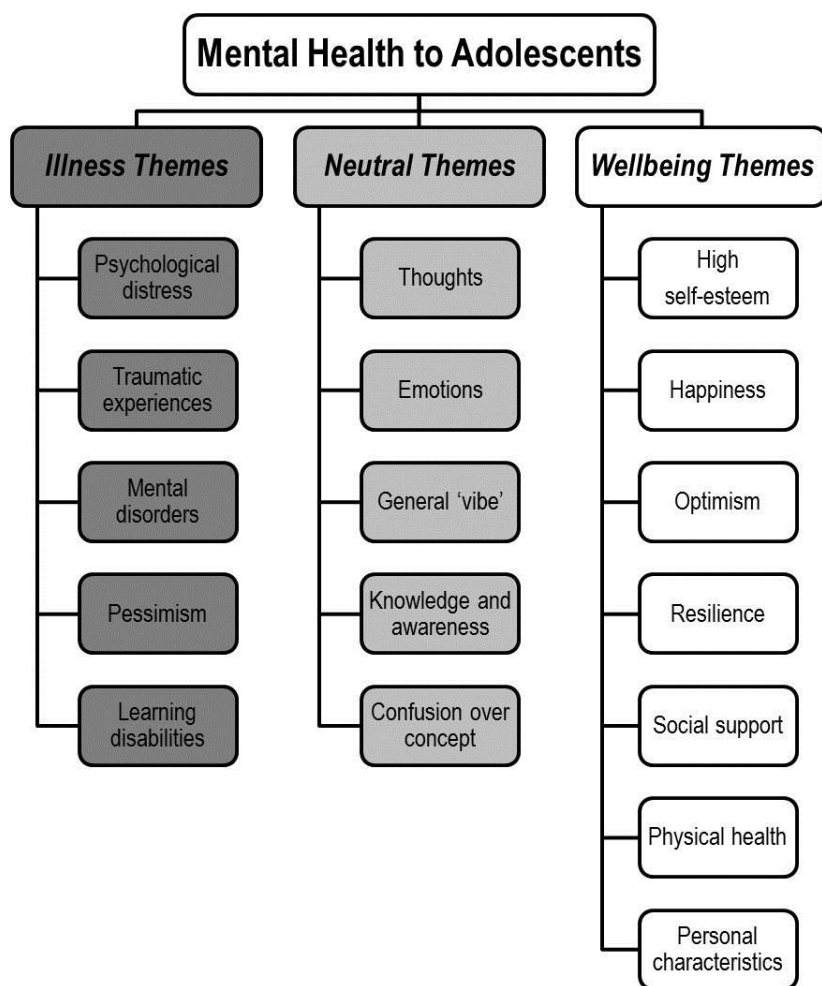 Mental Health to Adolescents
Illness Themes
Psychological
distress
Traumatic
experiences
Mental
disorders
Pessimism
Learning
disabilities
Neutral Themes
Thoughts
Emotions
General ‘vibe’
Knowledge and
awareness
Confusion over
concept
Wellbeing Themes
High
self-esteem
Happiness
Optimism
Resilience
Social support
Physical health
Personal
characteristics